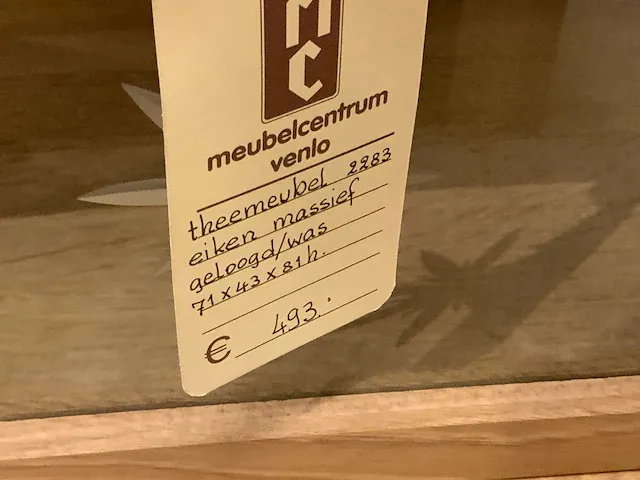 MC
meubelcentrum
venlo
theemeubel 2283
eiken massief
geloogd/was
71 x 43 x 81 h.
€ 493.-